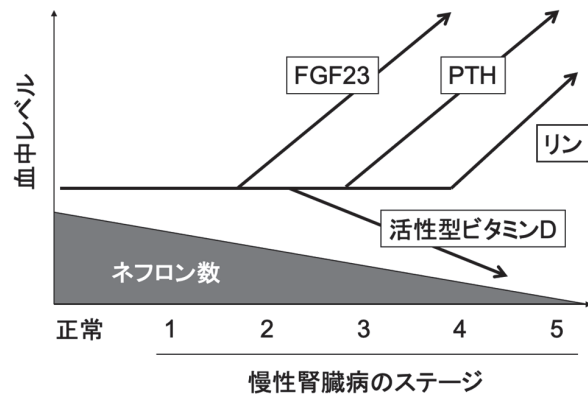 血中レベル
FGF23
PTH
リン
活性型ビタミンD
ネフロン数
正常 1 2 3 4 5
慢性腎臓病のステージ